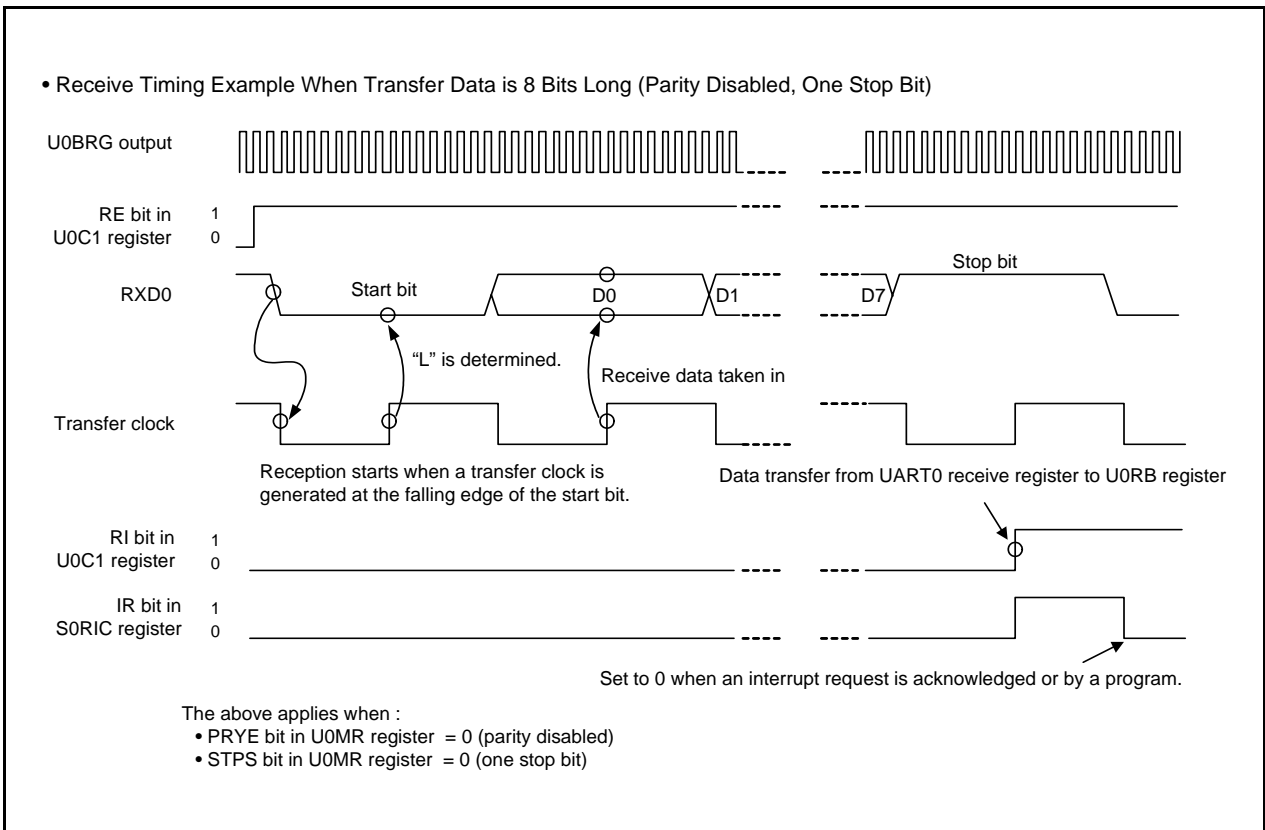 • Receive Timing Example When Transfer Data is 8 Bits Long (Parity Disabled, One Stop Bit)
U0BRG output
RE bit in
U0C1 register
1
0
RXD0
Start bit
D0
D1
D7
Stop bit
“L” is determined.
Receive data taken in
Transfer clock
Reception starts when a transfer clock is
generated at the falling edge of the start bit.
Data transfer from UART0 receive register to U0RB register
RI bit in
U0C1 register
1
0
IR bit in
S0RIC register
1
0
Set to 0 when an interrupt request is acknowledged or by a program.
The above applies when :
• PRYE bit in U0MR register = 0 (parity disabled)
• STPS bit in U0MR register = 0 (one stop bit)